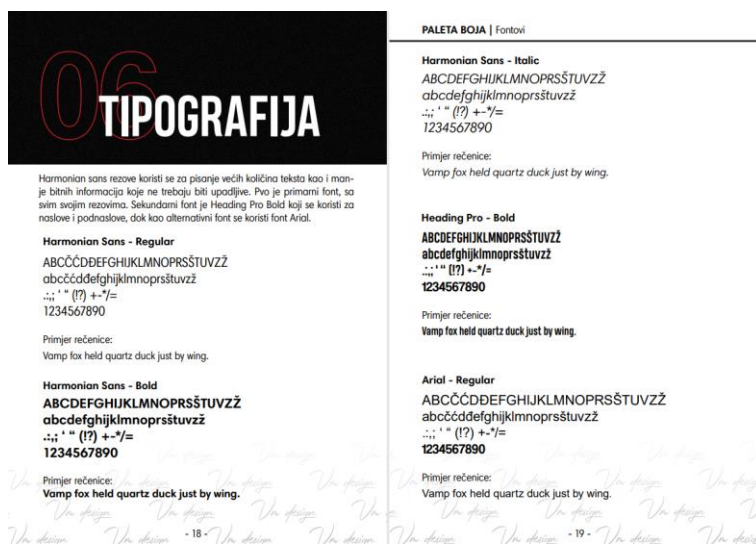 06
TIPOGRAFIJA
Harmonian sans rezove koristi se za pisanje većih količina teksta kao i man-
je bitnih informacija koje ne trebaju biti upadljive. Pvo je primarni font, sa
svim svojim rezovima. Sekundarni font je Heading Pro Bold koji se koristi za
naslove i podnaslove, dok kao alternativni font se koristi font Arial.
Harmonian Sans - Regular
ABCČĆDĐEFGHIJKLMNOPRSŠTUVZŽ
abcčćdđefghijklmnoprsštuvzž
.:,; ‘ “ (!?) +-*/=
1234567890
Primjer rečenice:
Vamp fox held quartz duck just by wing.
Harmonian Sans - Bold
ABCDEFGHIJKLMNOPRSŠTUVZŽ
abcdefghijklmnoprsštuvzž
.:,; ‘ “ (!?) +-*/=
1234567890
Primjer rečenice:
Vamp fox held quartz duck just by wing.
- 18 -
PALETA BOJA | Fontovi
Harmonian Sans - Italic
ABCDEFGHIJKLMNOPRSŠTUVZŽ
abcdefghijklmnoprsštuvzž
.:,; ‘ “ (!?) +-*/=
1234567890
Primjer rečenice:
Vamp fox held quartz duck just by wing.
Heading Pro - Bold
ABCDEFGHIJKLMNOPRSŠTUVZŽ
abcdefghijklmnoprsštuvzž
.:,; ‘ “ (!?) +-*/=
1234567890
Primjer rečenice:
Vamp fox held quartz duck just by wing.
Arial - Regular
ABCČĆDĐEFGHIJKLMNOPRSŠTUVZŽ
abcčćdđefghijklmnoprsštuvzž
.:,; ‘ “ (!?) +-*/=
1234567890
Primjer rečenice:
Vamp fox held quartz duck just by wing.
- 19 -